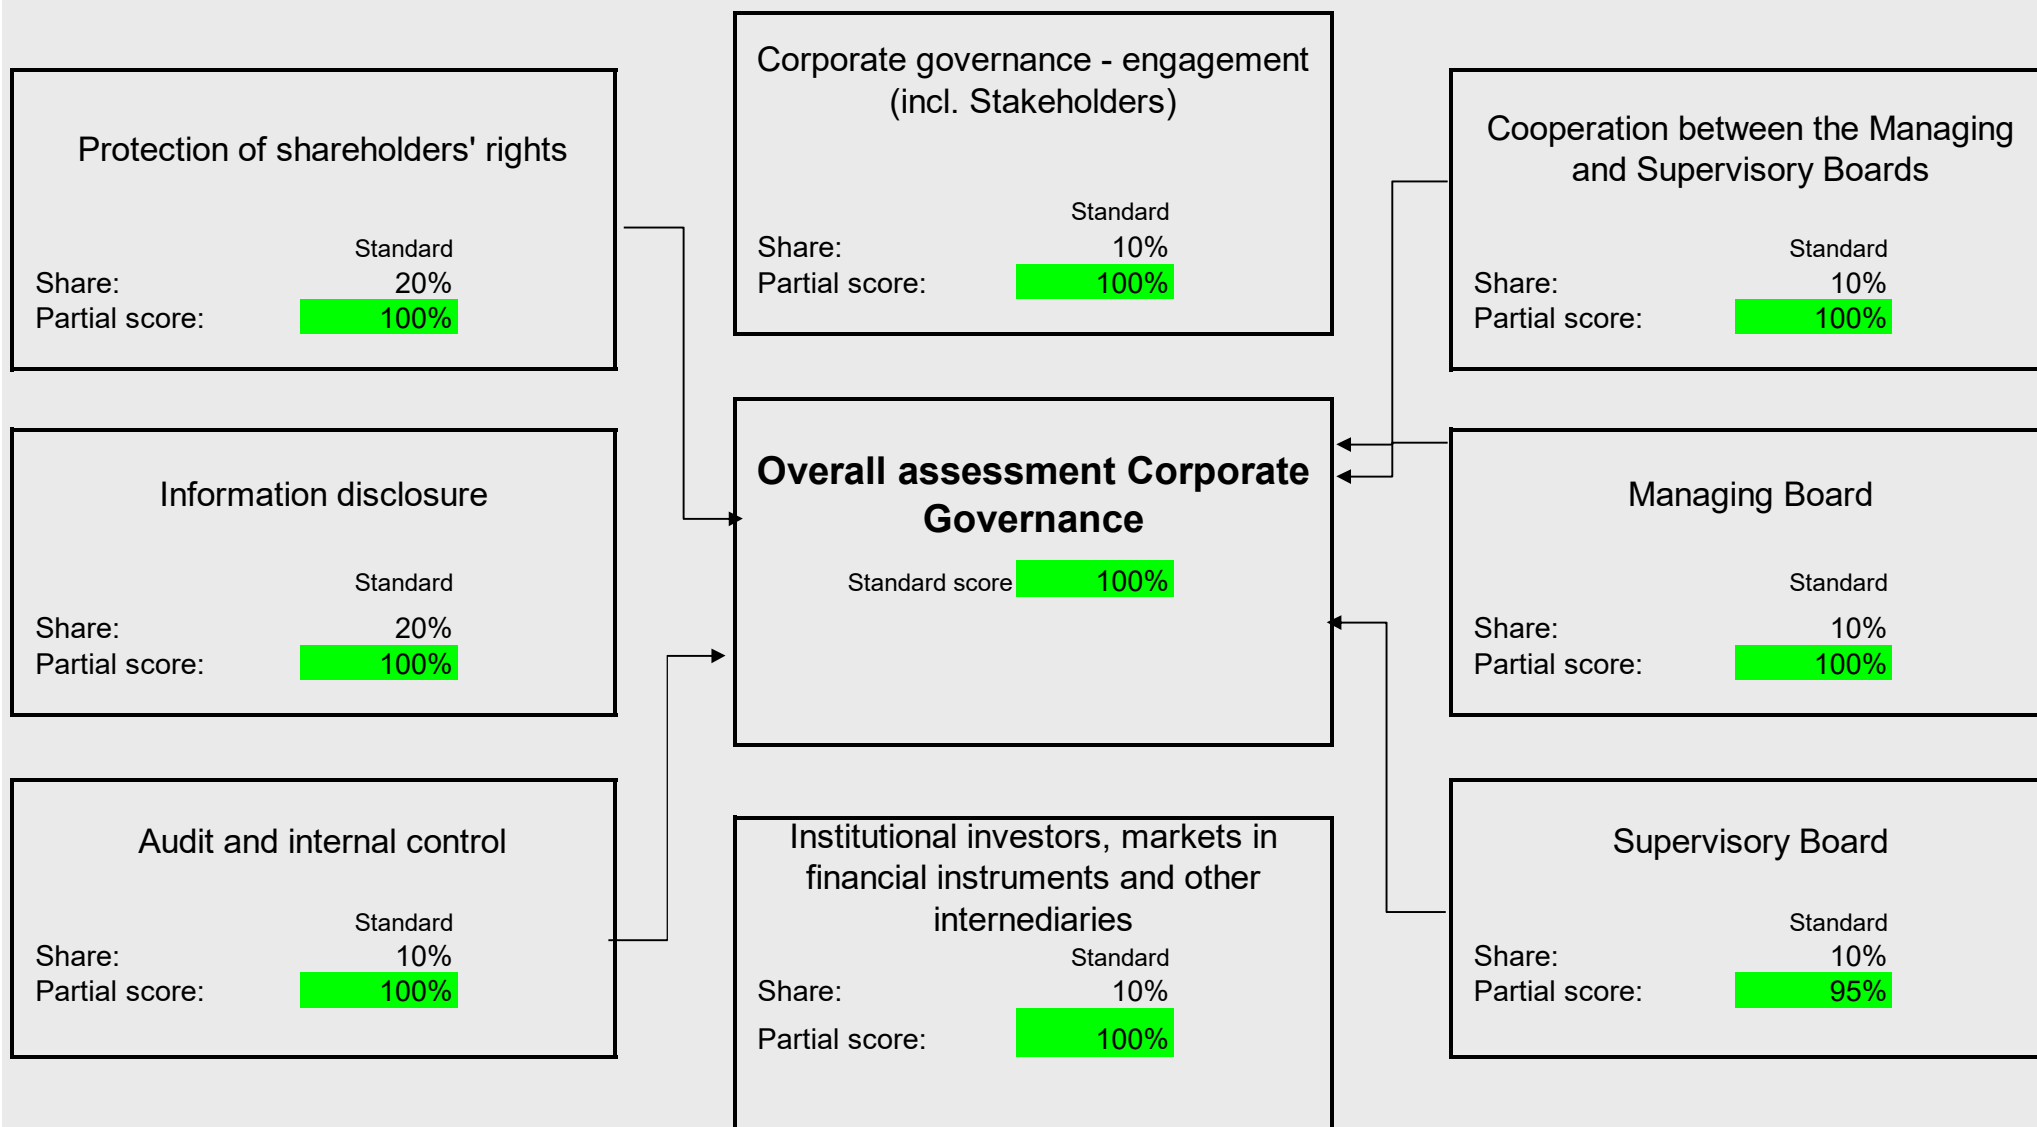 Corporate governance - engagement
(incl. Stakeholders)
Standard
Share: 10%
Partial score: 100%
Protection of shareholders' rights
Standard
Share: 20%
Partial score: 100%
Cooperation between the Managing
and Supervisory Boards
Standard
Share: 10%
Partial score: 100%
Information disclosure
Standard
Share: 20%
Partial score: 100%
Overall assessment Corporate
Governance
Standard score 100%
Managing Board
Standard
Share: 10%
Partial score: 100%
Audit and internal control
Standard
Share: 10%
Partial score: 100%
Institutional investors, markets in
financial instruments and other
internediaries
Standard
Share: 10%
Partial score: 100%
Supervisory Board
Standard
Share: 10%
Partial score: 95%